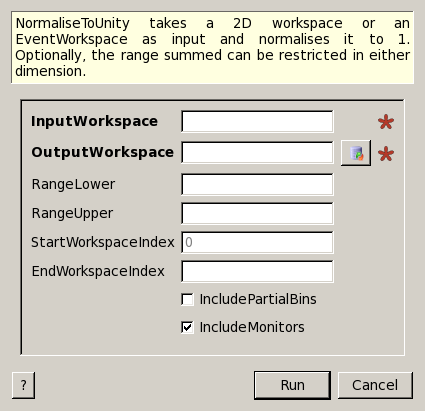 NormaliseToUnity takes a 2D workspace or an
EventWorkspace as input and normalises it to 1.
Optionally, the range summed can be restricted in either
dimension.
InputWorkspace
OutputWorkspace
RangeLower
RangeUpper
StartWorkspaceIndex 0
EndWorkspaceIndex
IncludePartialBins
IncludeMonitors
? Run Cancel